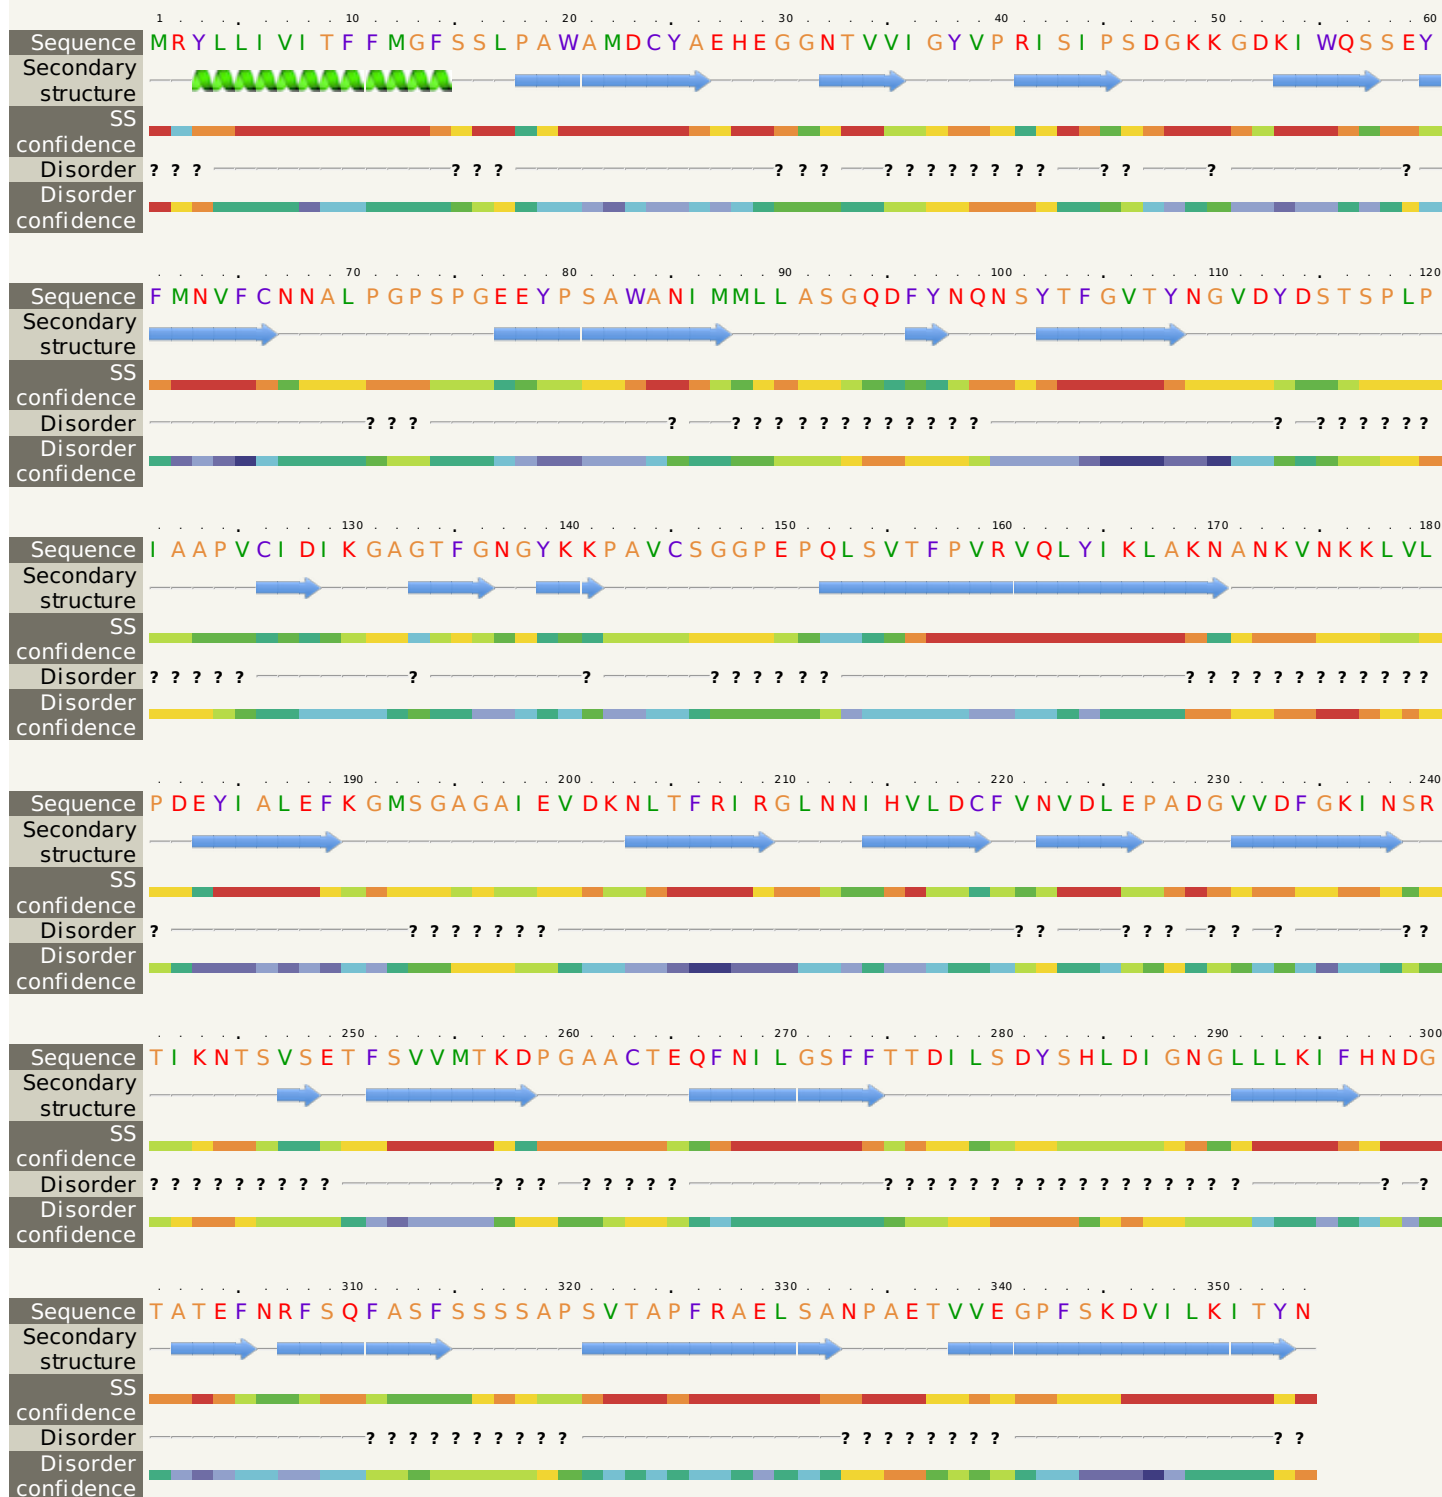 1 10 20 30 40 50 60
Sequence MRYLLIVITFFMGFSSLPAWAMDCYAEHEGGNTVVIGYVPRISIPSDGKKGDKIWQSSEY
Secondary
structure
SS
confidence
Disorder ??? ??? ??? ???????? ?? ? ?
Disorder
confidence
70 80 90 100 110 120
Sequence FMNVFCNNALPGPSPGEEYPSAWANIMMLLASGQDFYNQNSYTFGVTYNGVDYDSTSPLP
Secondary
structure
SS
confidence
Disorder ??? ? ???????????? ? ??????
Disorder
confidence
130 140 150 160 170 180
Sequence IAAPVCIDIKGAGTFGNGYKKPAVCSGGPEPQLSVTFPVRVQLYIKLAKNANKVNKKLVL
Secondary
structure
SS
confidence
Disorder ????? ? ? ?????? ????????????
Disorder
confidence
190 200 210 220 230 240
Sequence PDEYIALEFKGMSGAGAIEVDKNLTFRIRGLNNIHVLDCFVNVDLEPADGVVDFGKINSR
Secondary
structure
SS
confidence
Disorder ? ??????? ?? ??? ?? ? ??
Disorder
confidence
250 260 270 280 290 300
Sequence TIKNTSVSETFSVVMTKDPGAACTEQFNILGSFFTTDILSDYSHLDIGNGLLLKIFHNDG
Secondary
structure
SS
confidence
Disorder ????????? ??? ????? ????????????????? ? ?
Disorder
confidence
310 320 330 340 350
Sequence TATEFNRFSQFASFSSSSAPSVTAPFRAELSANPAETVVEGPFSKDVILKITYN
Secondary
structure
SS
confidence
Disorder ?????????? ???????? ??
Disorder
confidence